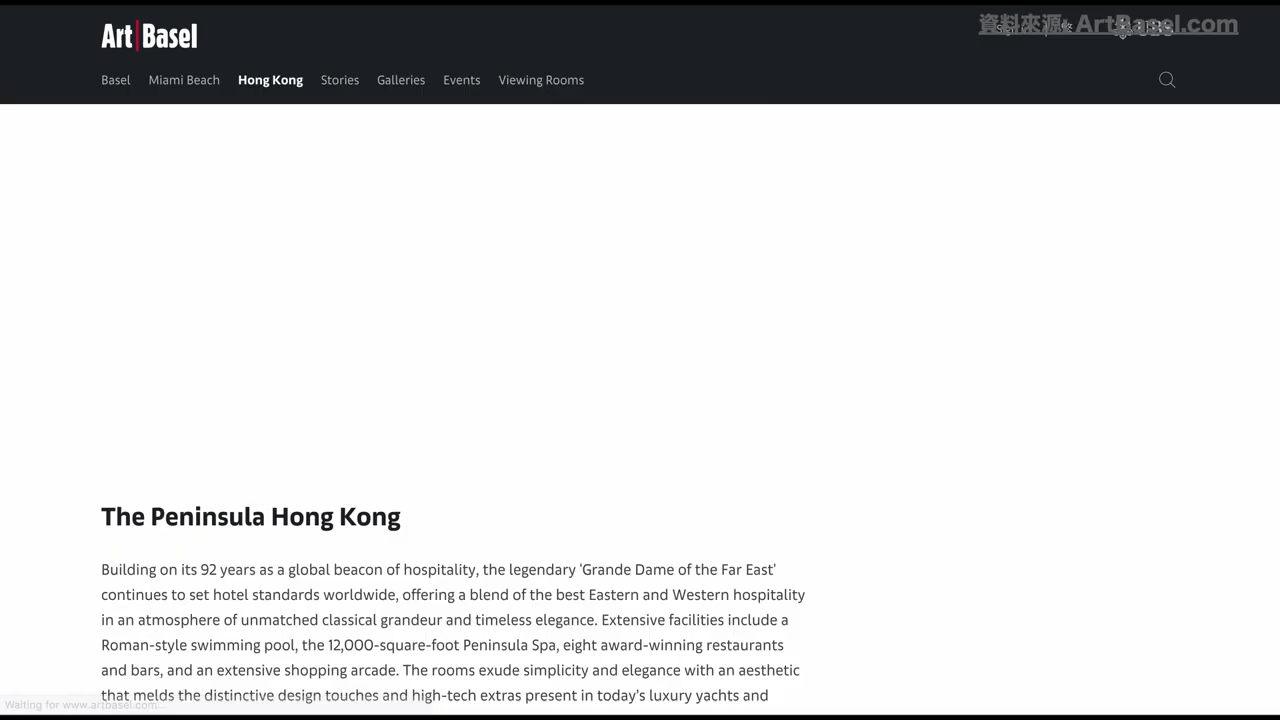 Art Basel
資料來源: ArtBasel.com
Basel Miami Beach Hong Kong Stories Galleries Events Viewing Rooms
The Peninsula Hong Kong
Building on its 92 years as a global beacon of hospitality, the legendary 'Grande Dame of the Far East'
continues to set hotel standards worldwide, offering a blend of the best Eastern and Western hospitality
in an atmosphere of unmatched classical grandeur and timeless elegance. Extensive facilities include a
Roman-style swimming pool, the 12,000-square-foot Peninsula Spa, eight award-winning restaurants
and bars, and an extensive shopping arcade. The rooms exude simplicity and elegance with an aesthetic
that melds the distinctive design touches and high-tech extras present in today's luxury yachts and
Waiting for www.artbasel.com...